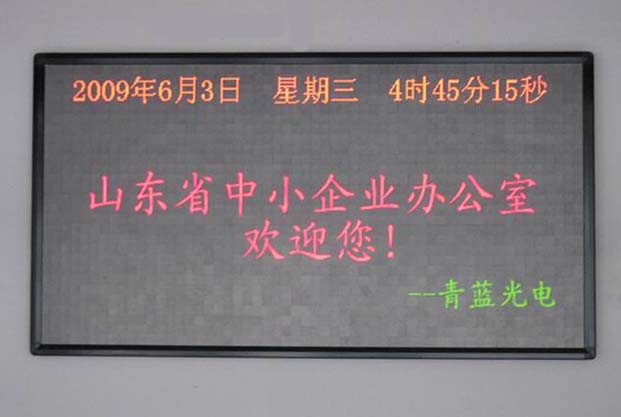 2009年6月3日 星期三 4时45分15秒
山东省中小企业办公室
欢迎您!
--青蓝光电